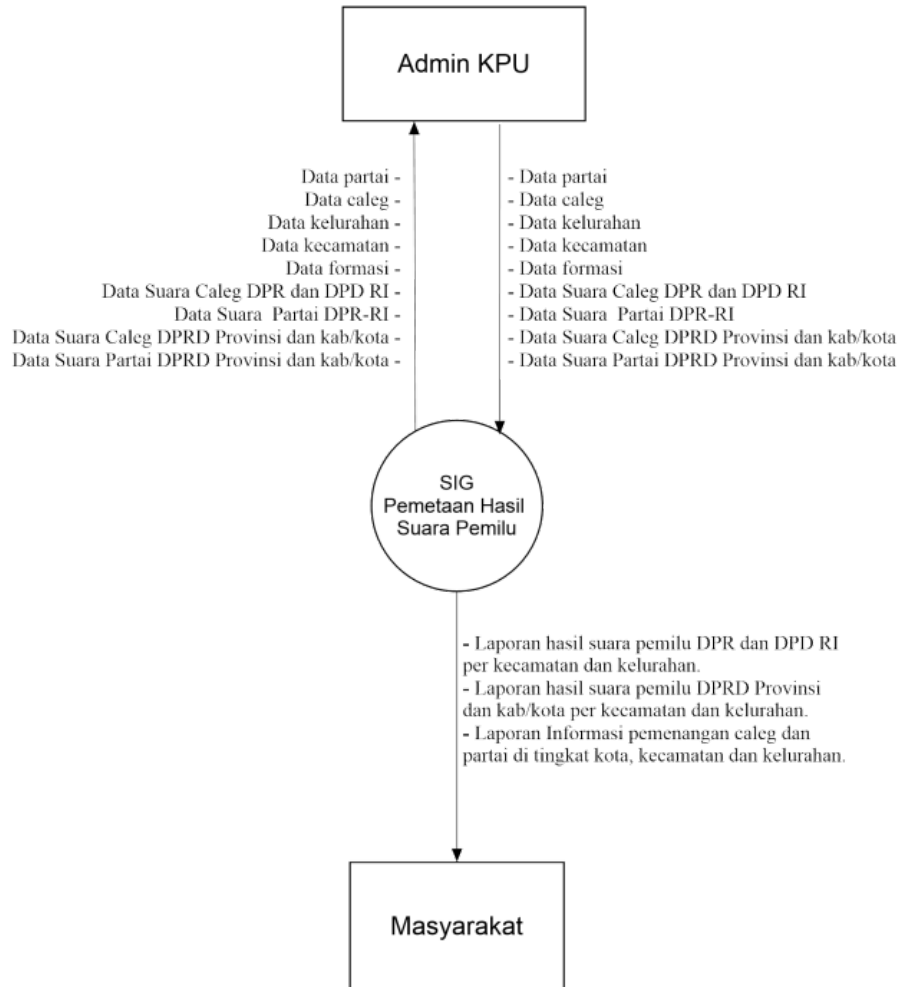 Admin KPU
Data partai -
Data caleg -
Data kelurahan -
Data kecamatan -
Data formasi -
Data Suara Caleg DPR dan DPD RI -
Data Suara Partai DPR-RI -
Data Suara Caleg DPRD Provinsi dan kab/kota -
Data Suara Partai DPRD Provinsi dan kab/kota -
- Data partai
- Data caleg
- Data kelurahan
- Data kecamatan
- Data formasi
- Data Suara Caleg DPR dan DPD RI
- Data Suara Partai DPR-RI
- Data Suara Caleg DPRD Provinsi dan kab/kota
- Data Suara Partai DPRD Provinsi dan kab/kota
SIG
Pemetaan Hasil
Suara Pemilu
- Laporan hasil suara pemilu DPR dan DPD RI
per kecamatan dan kelurahan.
- Laporan hasil suara pemilu DPRD Provinsi
dan kab/kota per kecamatan dan kelurahan.
- Laporan Informasi pemenangan caleg dan
partai di tingkat kota, kecamatan dan kelurahan.
Masyarakat